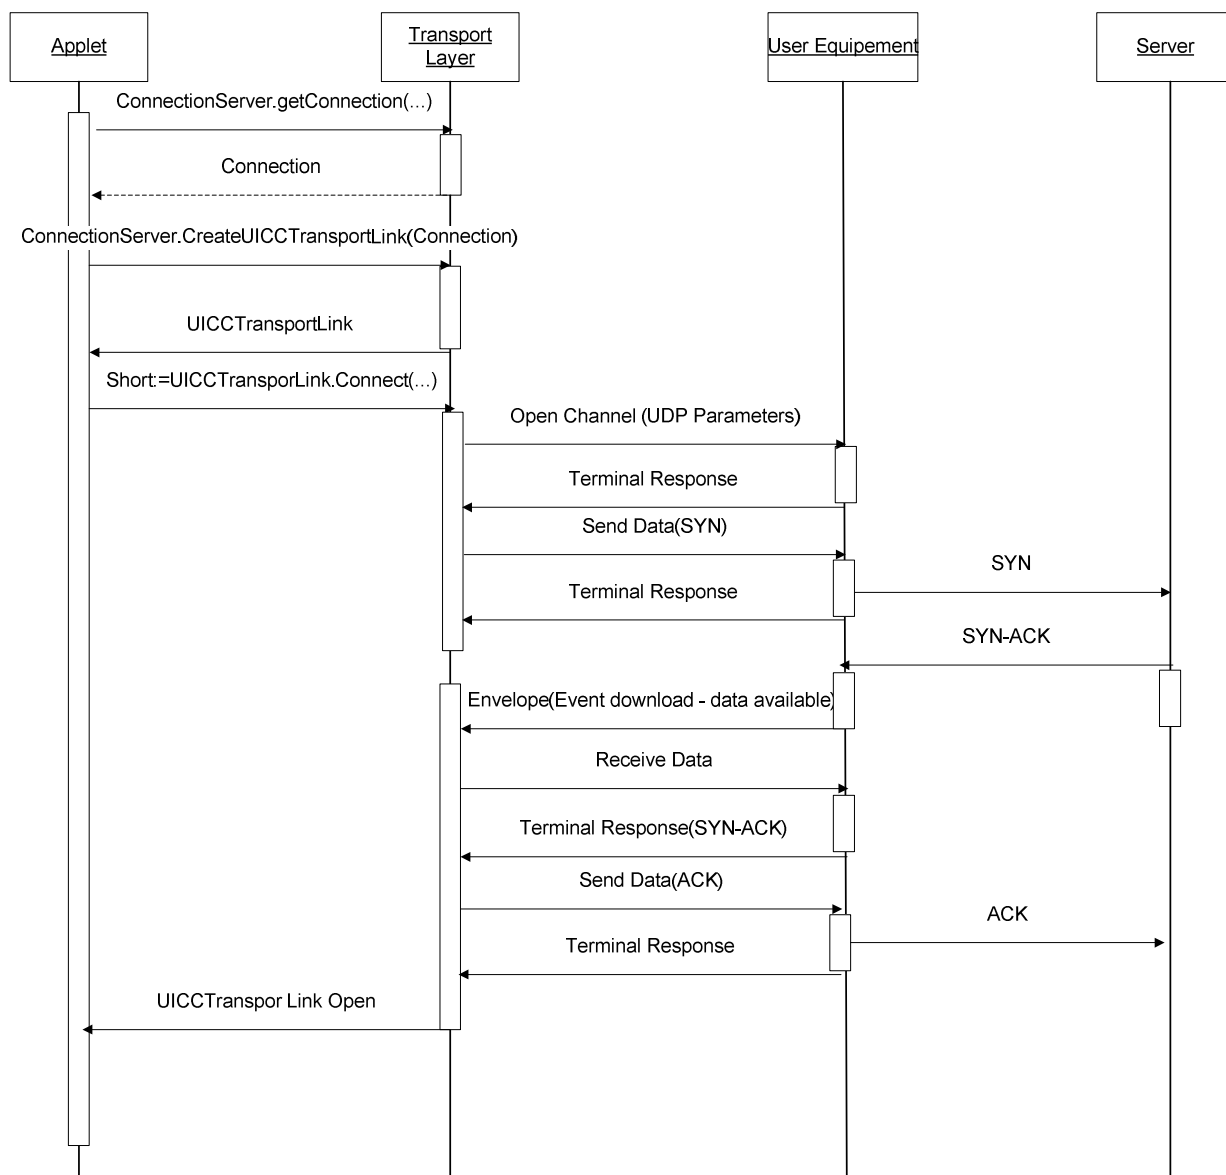 Applet
Transport
Layer
User Equipement
Server
ConnectionServer.getConnection(...)
Connection
ConnectionServer.CreateUICCTransportLink(Connection)
UICCTransportLink
Short:=UICCTransporLink.Connect(...)
Open Channel (UDP Parameters)
Terminal Response
Send Data(SYN)
SYN
Terminal Response
SYN-ACK
Envelope(Event download - data available)
Receive Data
Terminal Response(SYN-ACK)
Send Data(ACK)
ACK
Terminal Response
UICCTranspor Link Open